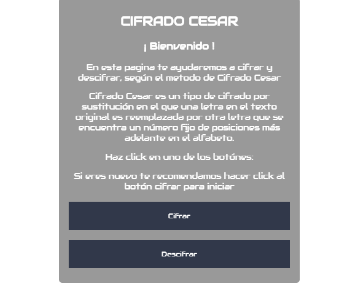 CIFRADO CESAR
¡ Bienvenido !
En esta pagina te ayudaremos a cifrar y
descifrar, según el metodo de Cifrado Cesar
Cifrado Cesar es un tipo de cifrado por
sustitución en el que una letra en el texto
original es reemplazada por otra letra que se
encuentra un número fijo de posiciones más
adelante en el alfabeto.
Haz click en uno de los botónes.
Si eres nuevo te recomendamos hacer click al
botón cifrar para iniciar
Cifrar
Descifrar